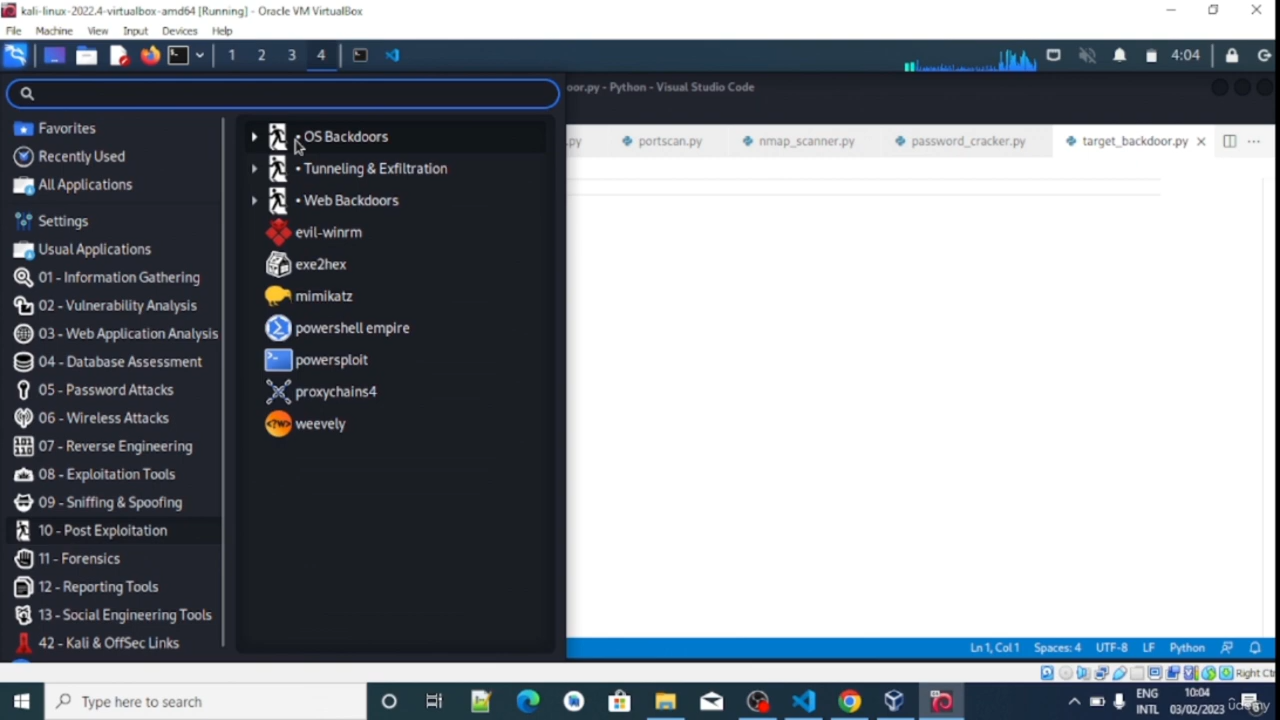 kali-linux-2022.4-virtualbox-amd64 [Running] - Oracle VM VirtualBox
File Machine View Input Devices Help
1 2 3 4 4:04
oor.py - Python - Visual Studio Code
.py portscan.py nmap_scanner.py password_cracker.py target_backdoor.py
Favorites
Recently Used
All Applications
Settings
Usual Applications
01 - Information Gathering
02 - Vulnerability Analysis
03 - Web Application Analysis
04 - Database Assessment
05 - Password Attacks
06 - Wireless Attacks
07 - Reverse Engineering
08 - Exploitation Tools
09 - Sniffing & Spoofing
10 - Post Exploitation
11 - Forensics
12 - Reporting Tools
13 - Social Engineering Tools
42 - Kali & OffSec Links
• OS Backdoors
• Tunneling & Exfiltration
• Web Backdoors
evil-winrm
exe2hex
mimikatz
powershell empire
powersploit
proxychains4
weevely
Ln 1, Col 1 Spaces: 4 UTF-8 LF Python
Right Ct
Type here to search
ENG
INTL
10:04
03/02/2023
udemy